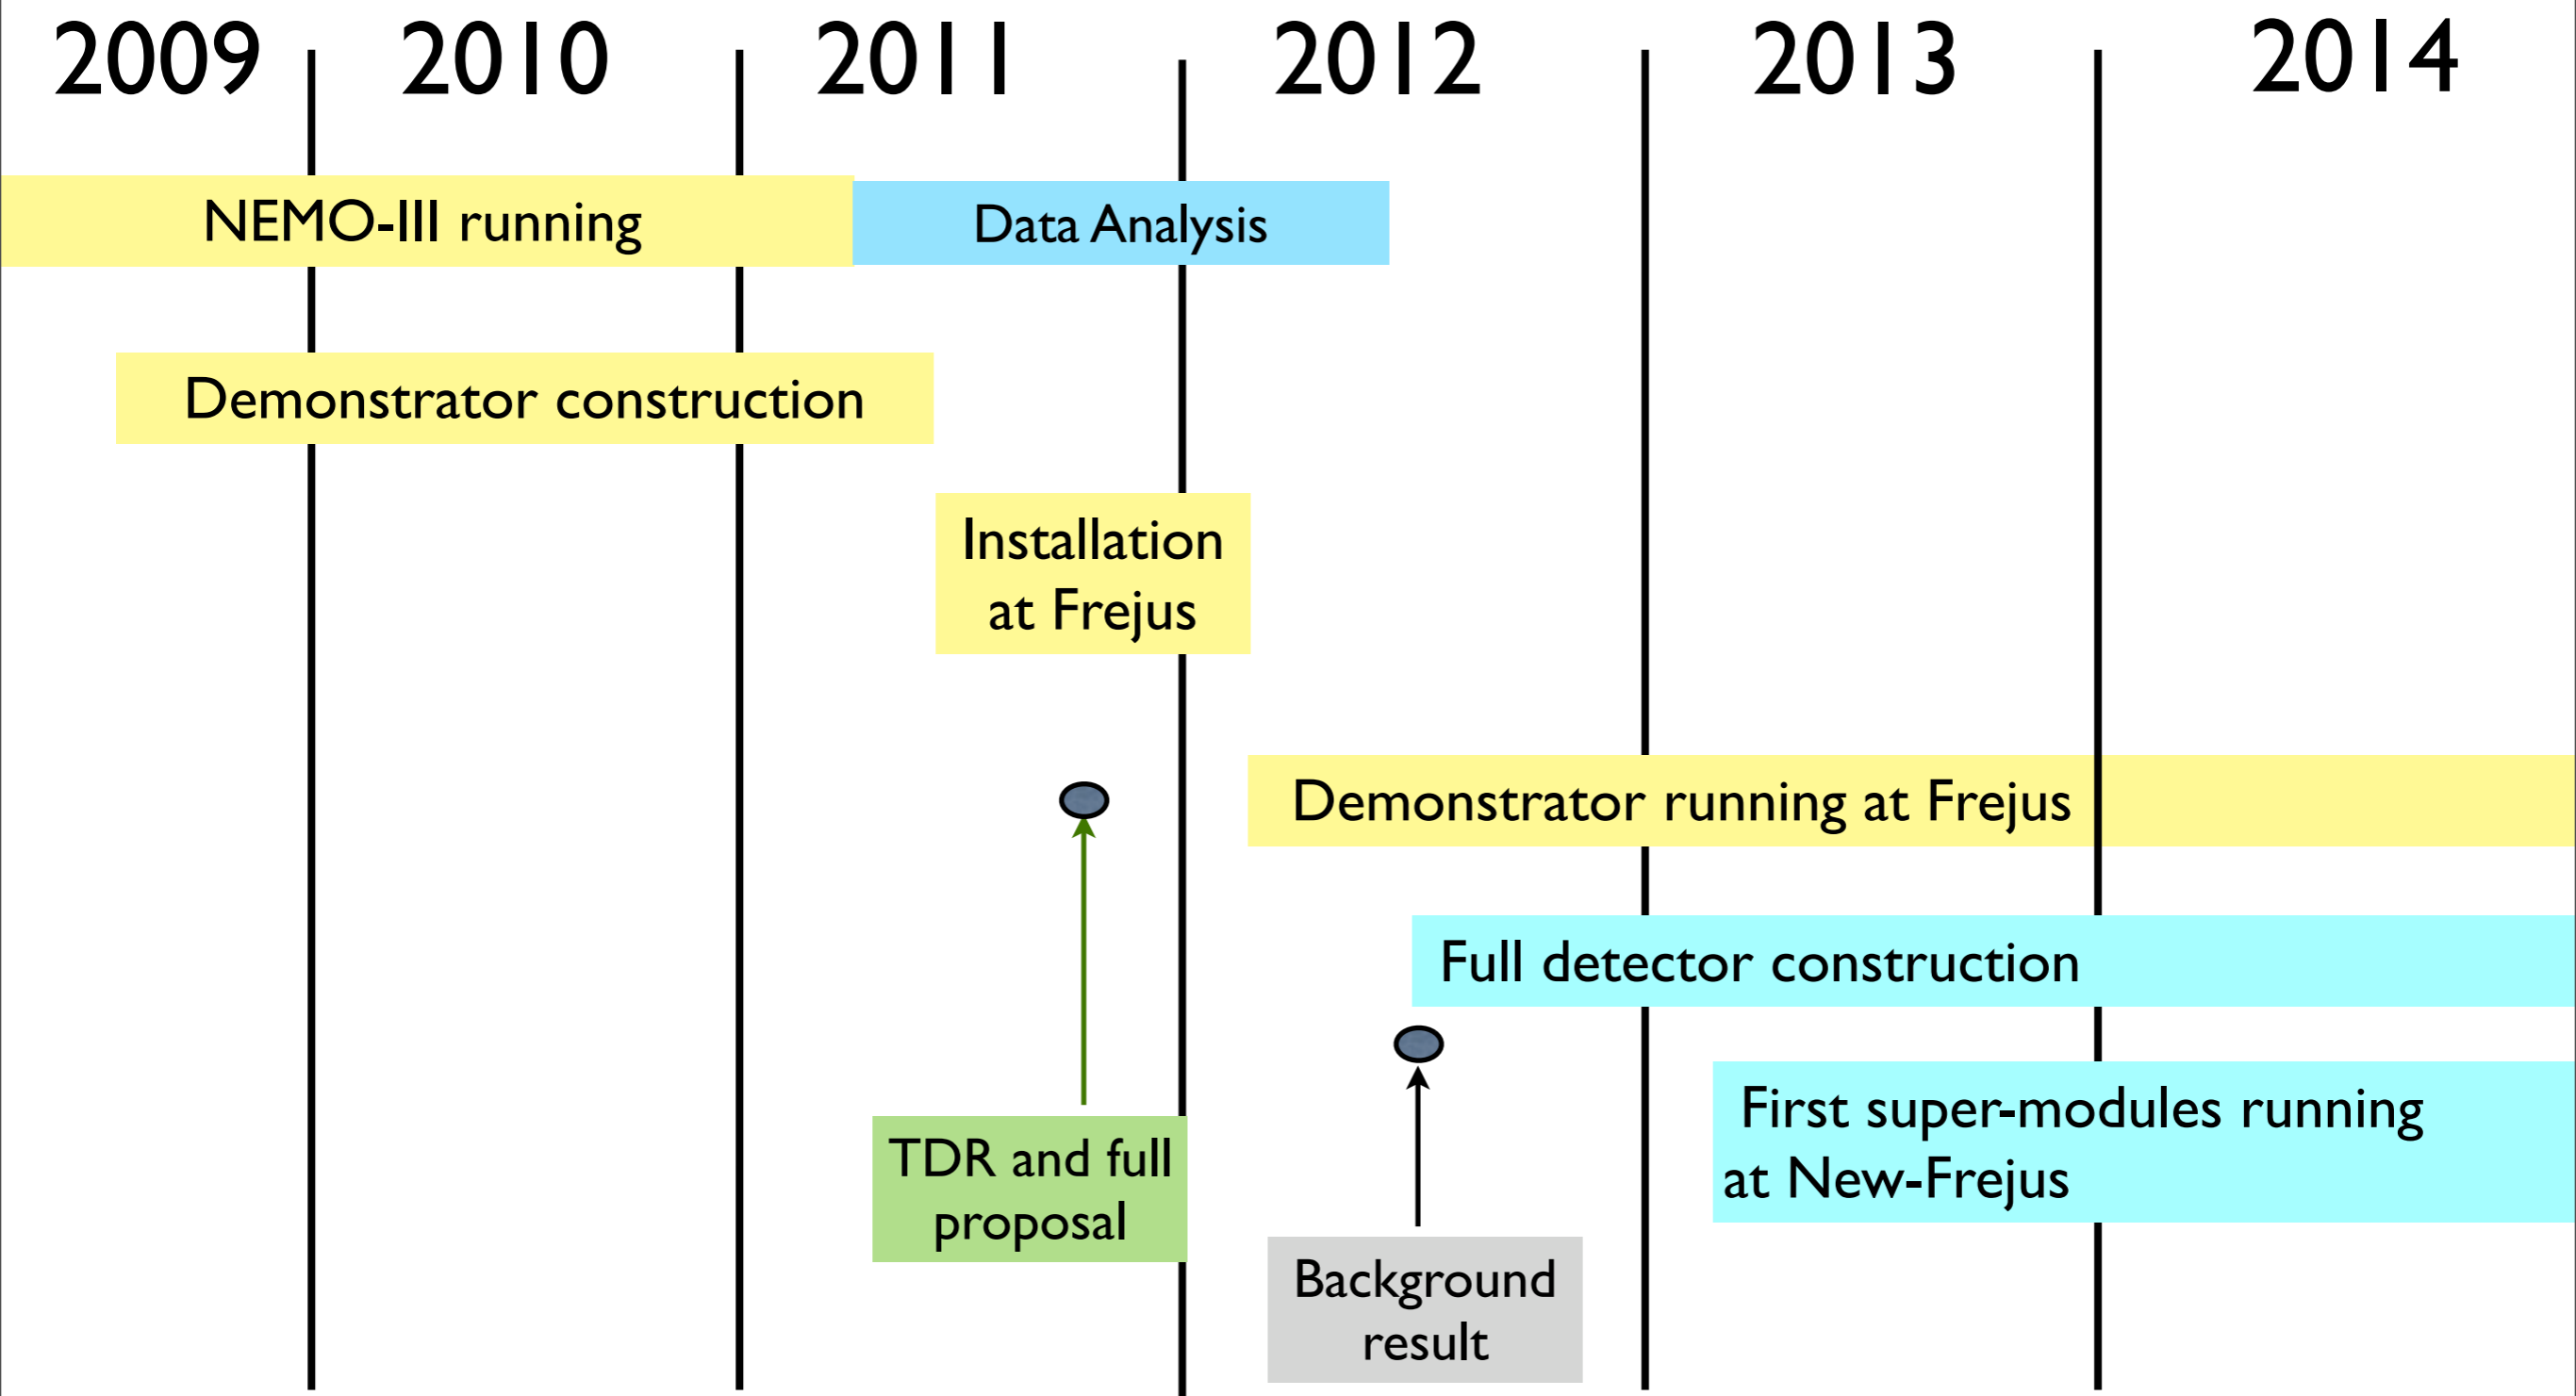 2009 2010 2011 2012 2013 2014
NEMO-III running
Data Analysis
Demonstrator construction
Installation
at Frejus
Demonstrator running at Frejus
Full detector construction
First super-modules running
at New-Frejus
TDR and full
proposal
Background
result